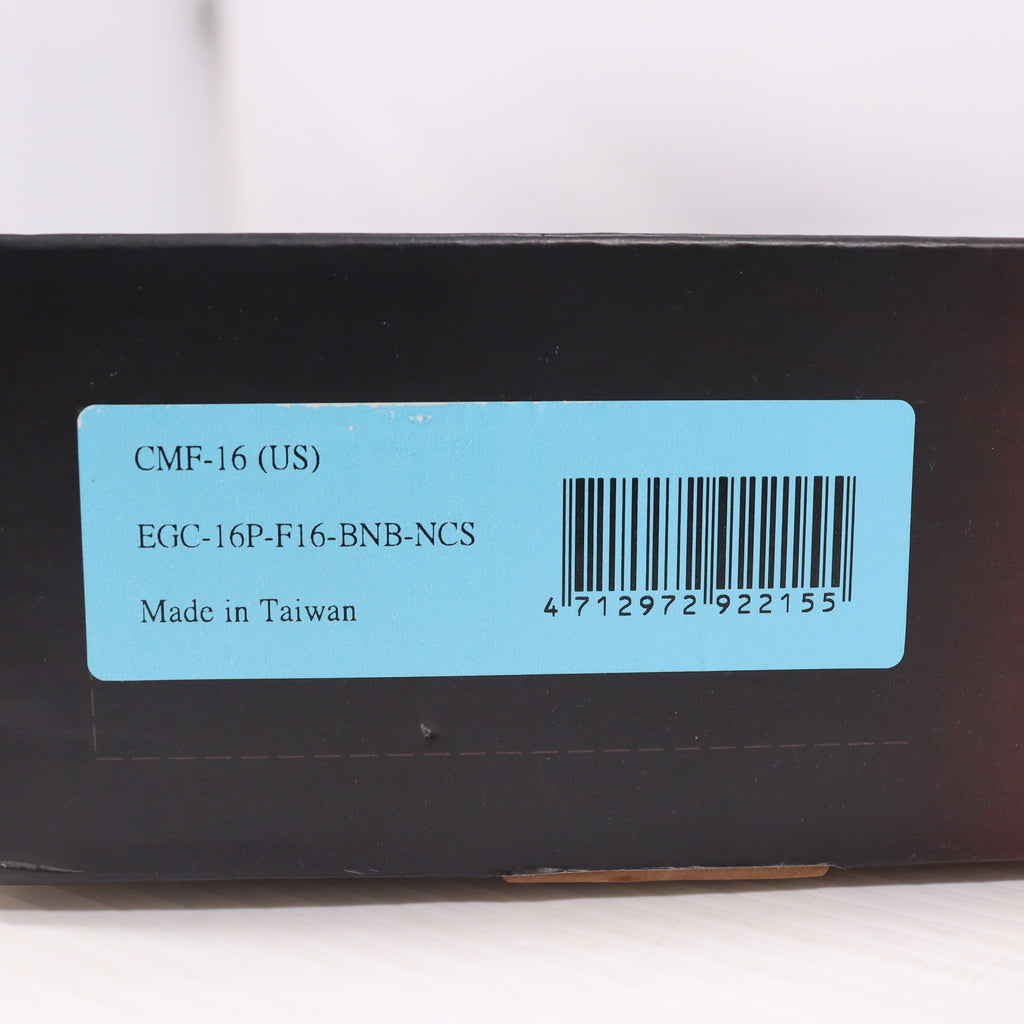 CMF-16 (US)
EGC-16P-F16-BNB-NCS
Made in Taiwan
4 712972 922155